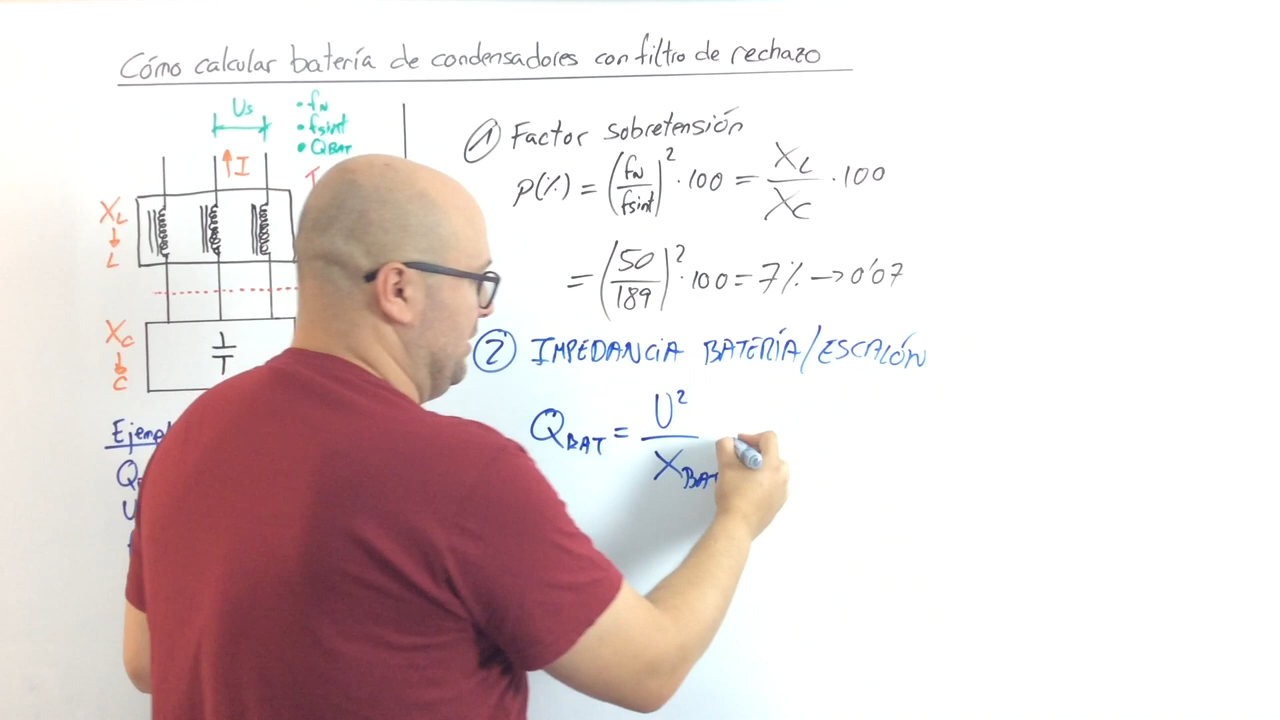 Cómo calcular batería de condensadores con filtro de rechazo
Us
• fN
• fsint
• QBAT
I
XL
L
XC
C
① Factor sobretensión
P(%) = (fN/fsint)² · 100 = XL/XC · 100
= (50/189)² · 100 = 7% → 0'07
② IMPEDANCIA BATERÍA/ESCALÓN
QBAT = U²/XBAT